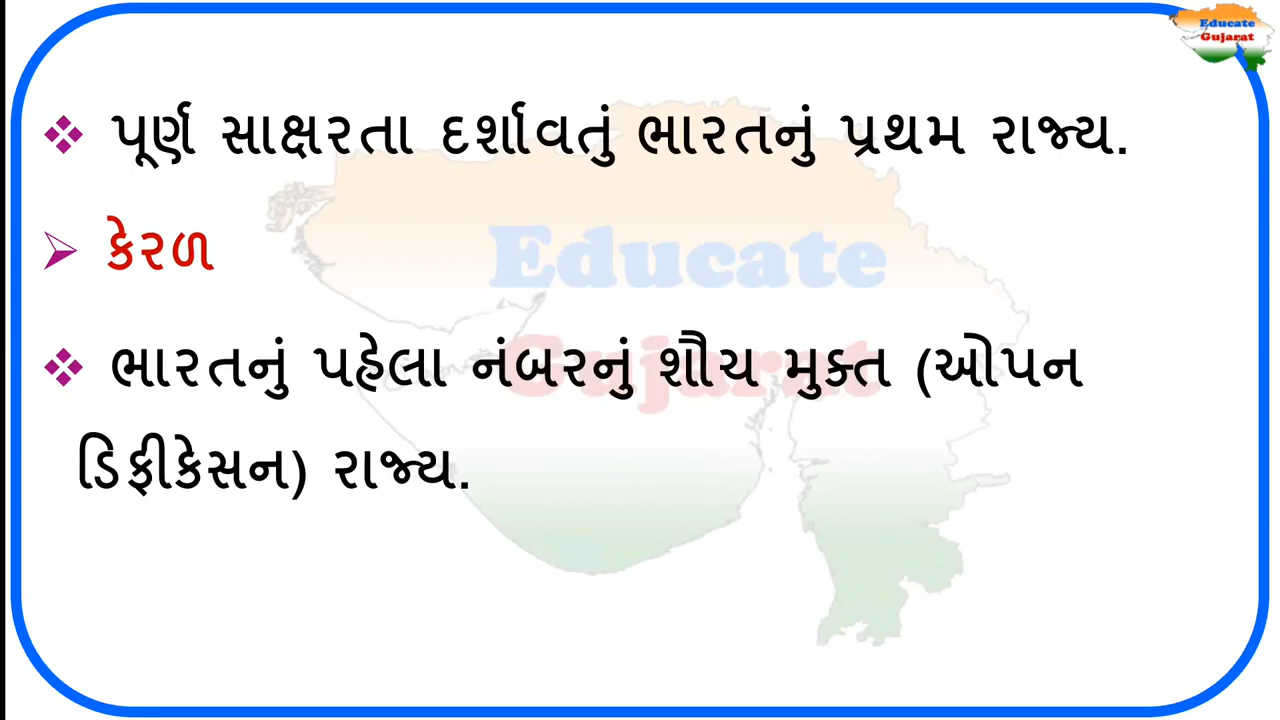 Educate
Gujarat
❖ પૂર્ણ સાક્ષરતા દર્શાવતું ભારતનું પ્રથમ રાજ્ય.
➢ કેરળ
Educate
Gujarat
❖ ભારતનું પહેલા નંબરનું શૌચ મુક્ત (ઓપન
ડિફીકેસન) રાજ્ય.